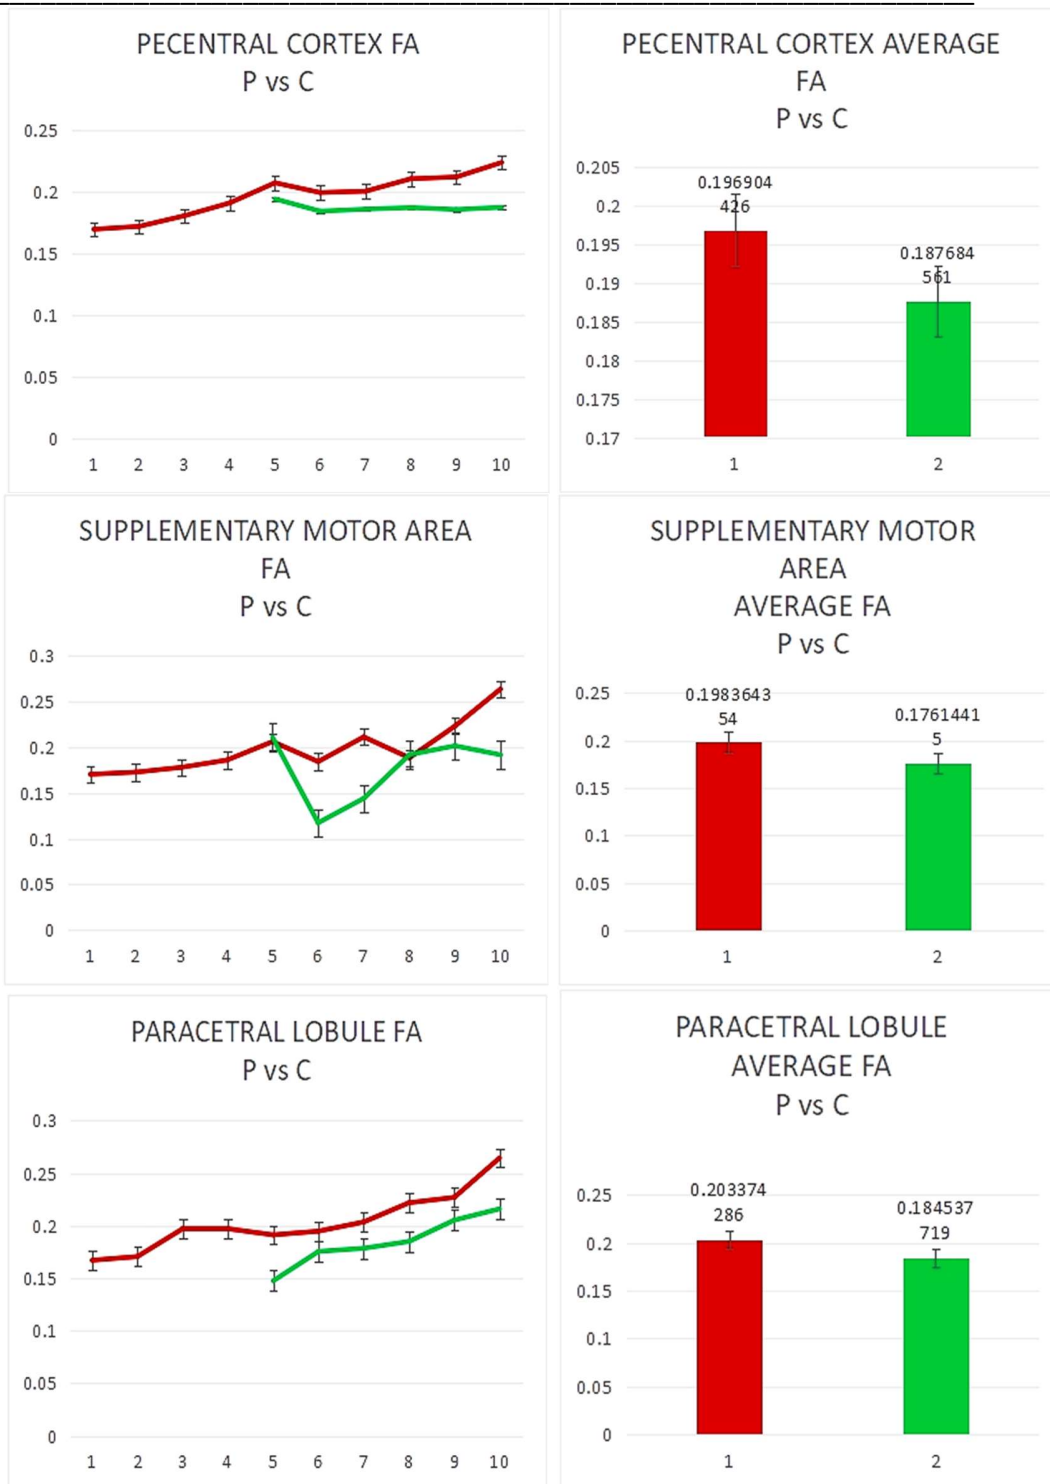 PECENTRAL CORTEX FA
P vs C
0.25
0.2
0.15
0.1
0.05
0
1 2 3 4 5 6 7 8 9 10
PECENTRAL CORTEX AVERAGE
FA
P vs C
0.205
0.2
0.195
0.19
0.185
0.18
0.175
0.17
0.196904
426
0.187684
561
1 2
SUPPLEMENTARY MOTOR AREA
FA
P vs C
0.3
0.25
0.2
0.15
0.1
0.05
0
1 2 3 4 5 6 7 8 9 10
SUPPLEMENTARY MOTOR
AREA
AVERAGE FA
P vs C
0.25
0.2
0.15
0.1
0.05
0
0.1983643
54
0.1761441
5
1 2
PARACETRAL LOBULE FA
P vs C
0.3
0.25
0.2
0.15
0.1
0.05
0
1 2 3 4 5 6 7 8 9 10
PARACETRAL LOBULE
AVERAGE FA
P vs C
0.25
0.2
0.15
0.1
0.05
0
0.203374
286
0.184537
719
1 2